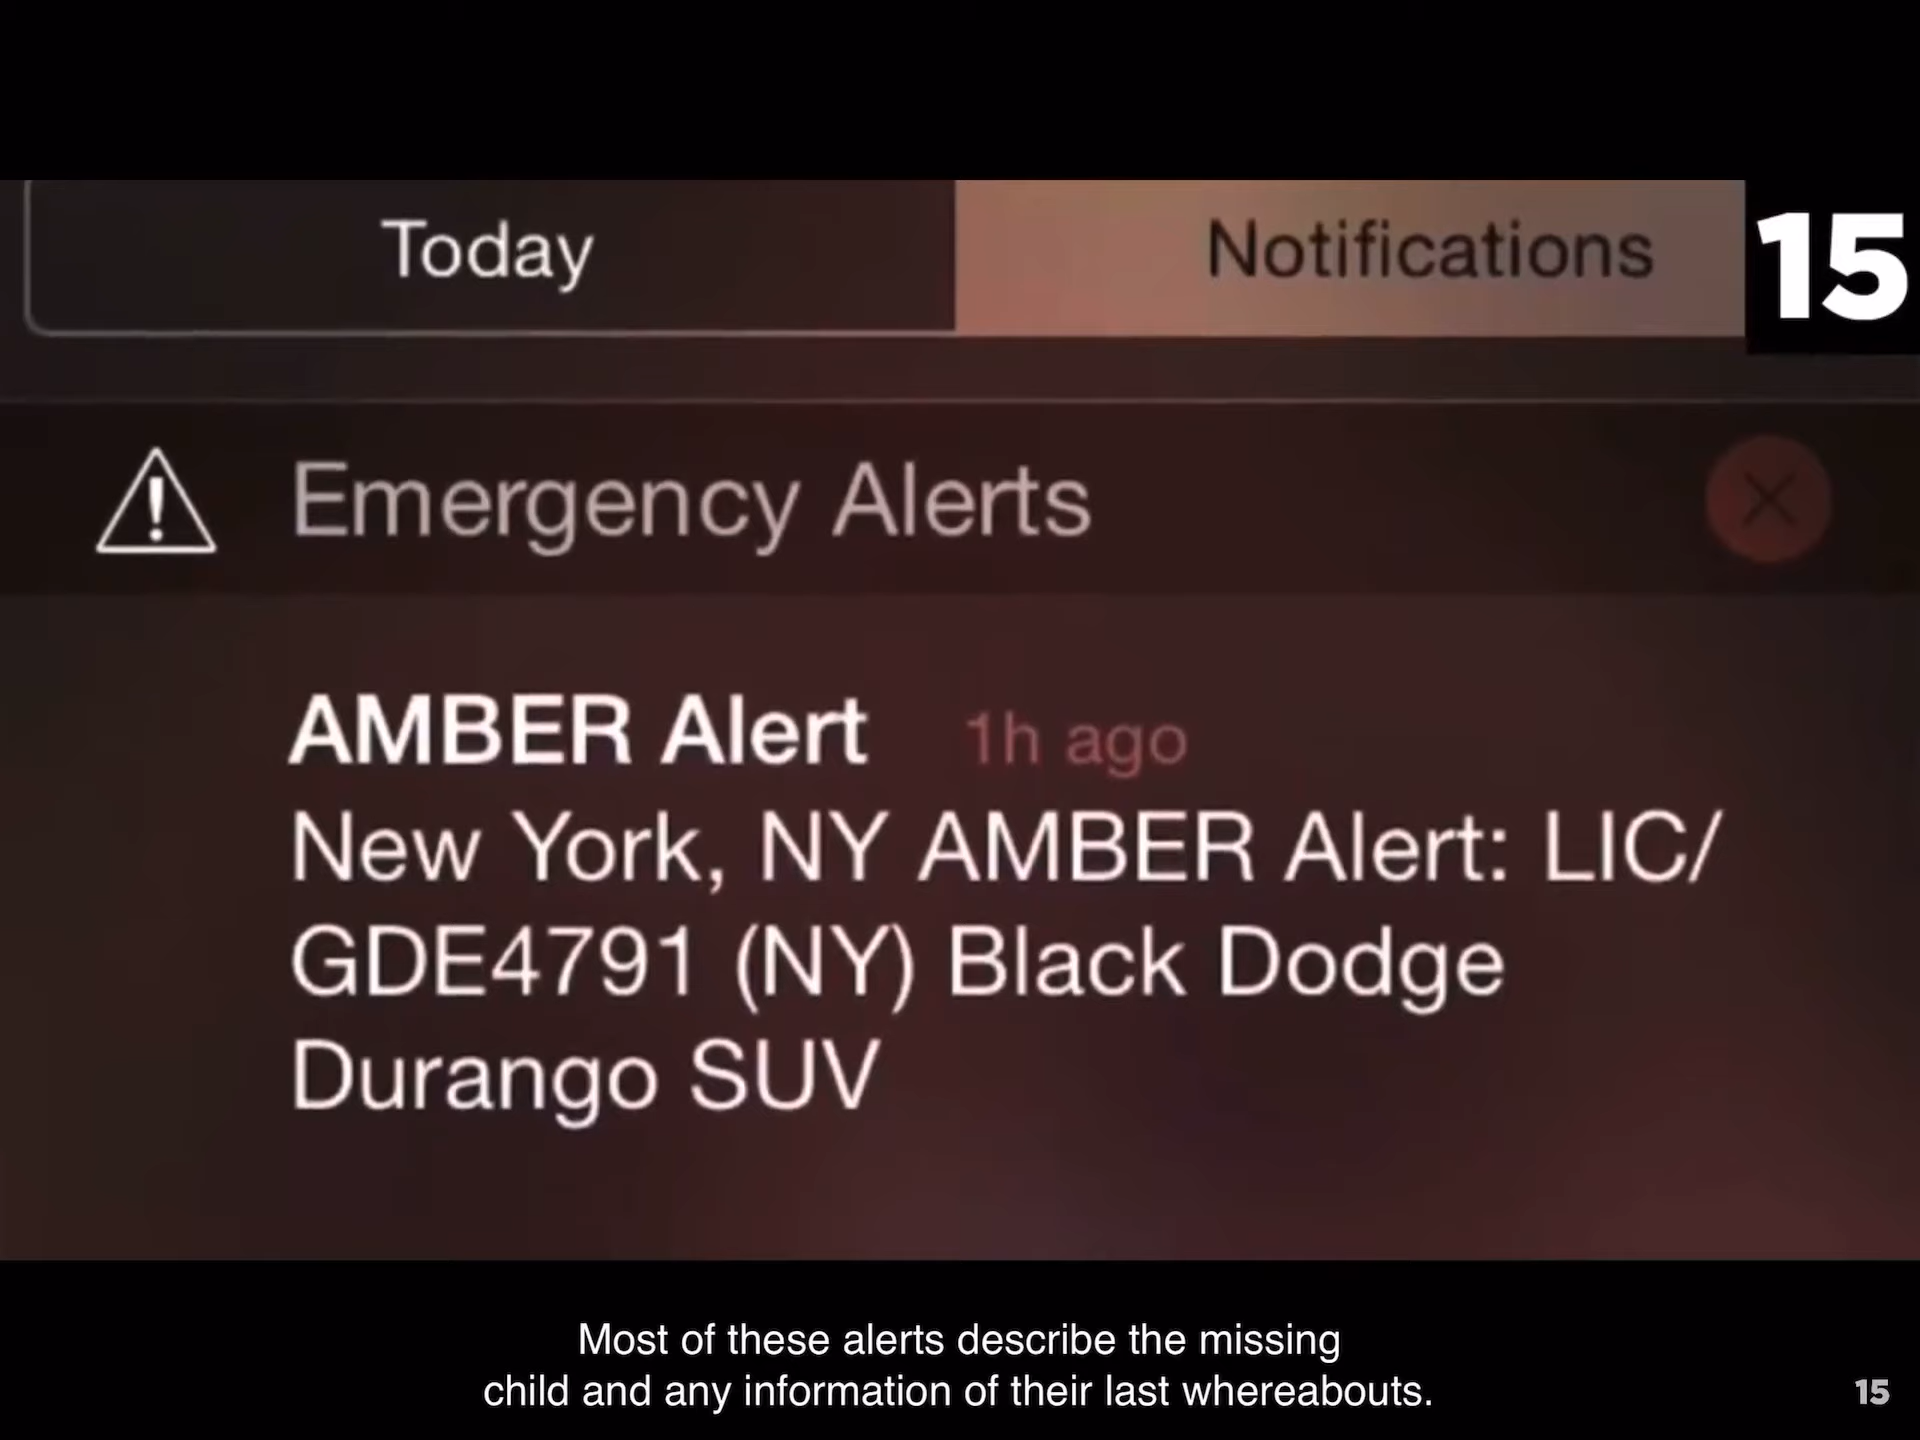 Today
Notifications
15
Emergency Alerts
AMBER Alert 1h ago
New York, NY AMBER Alert: LIC/
GDE4791 (NY) Black Dodge
Durango SUV
Most of these alerts describe the missing
child and any information of their last whereabouts.
15